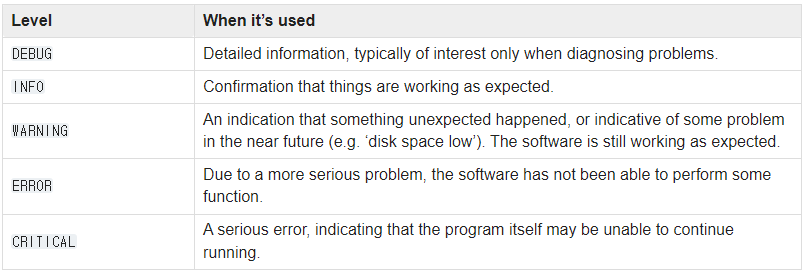 Level When it’s used
DEBUG Detailed information, typically of interest only when diagnosing problems.
INFO Confirmation that things are working as expected.
WARNING An indication that something unexpected happened, or indicative of some problem
in the near future (e.g. ‘disk space low’). The software is still working as expected.
ERROR Due to a more serious problem, the software has not been able to perform some
function.
CRITICAL A serious error, indicating that the program itself may be unable to continue
running.